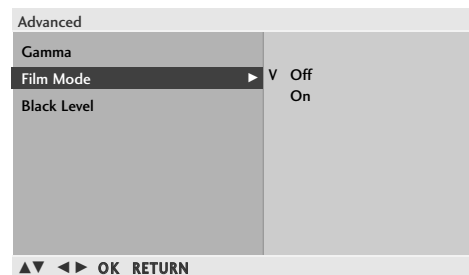 Advanced
Gamma
Film Mode ► V Off
On
Black Level
▲▼ ◄► OK RETURN